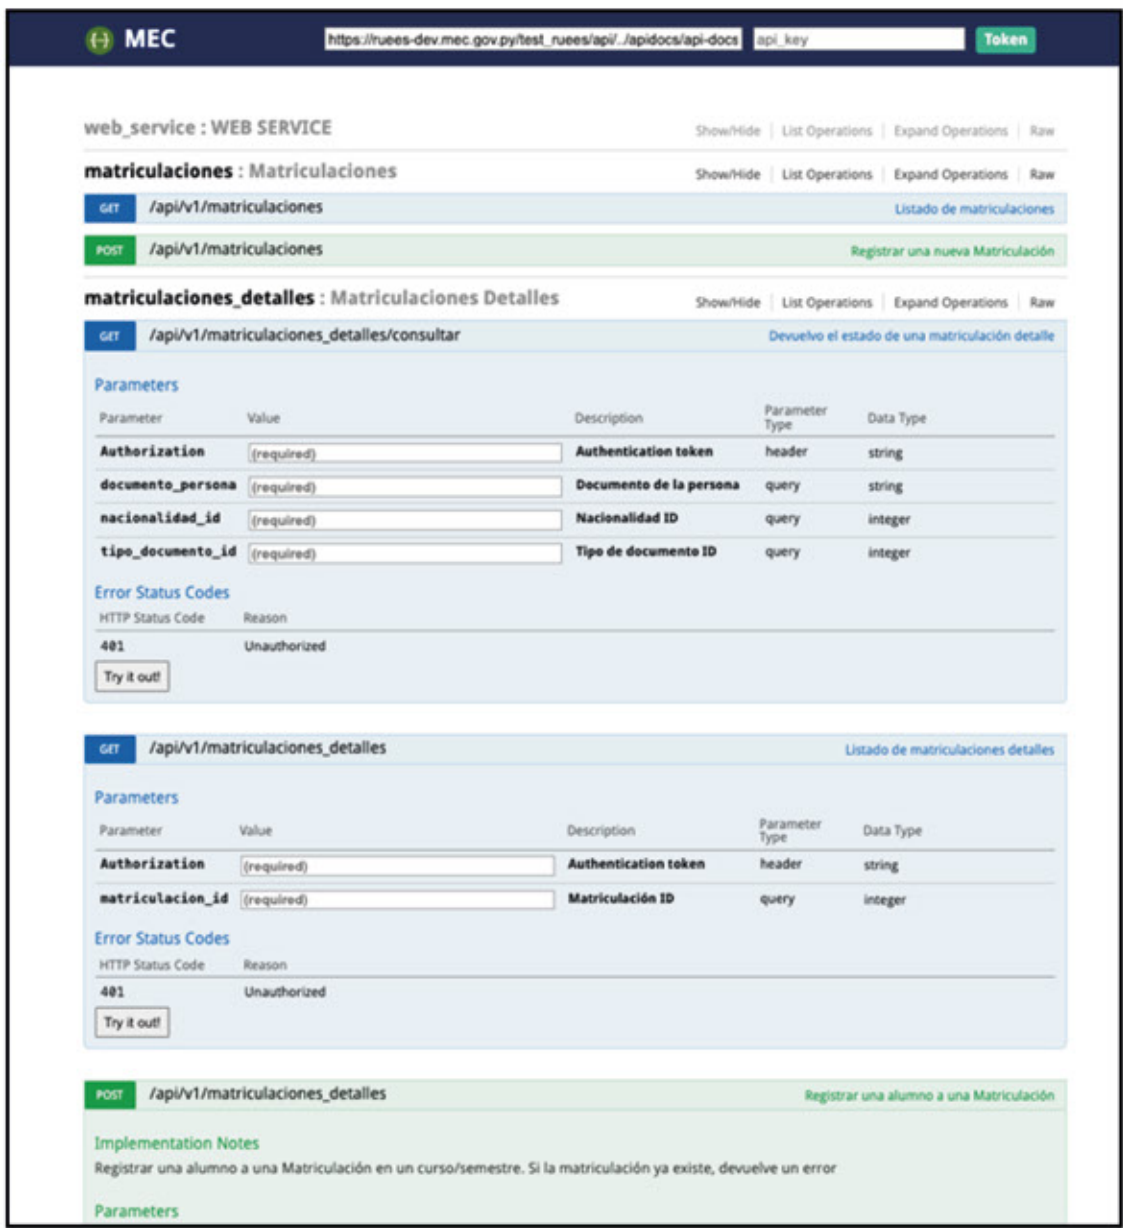 {···} MEC https://ruees-dev.mec.gov.py/test_ruees/api/../apidocs/api-docs api_key Token
web_service : WEB SERVICE Show/Hide List Operations Expand Operations Raw
matriculaciones : Matriculaciones Show/Hide List Operations Expand Operations Raw
GET /api/v1/matriculaciones Listado de matriculaciones
POST /api/v1/matriculaciones Registrar una nueva Matriculación
matriculaciones_detalles : Matriculaciones Detalles Show/Hide List Operations Expand Operations Raw
GET /api/v1/matriculaciones_detalles/consultar Devuelvo el estado de una matriculación detalle
Parameters
Parameter Value Description Parameter Type Data Type
Authorization (required) Authentication token header string
documento_persona (required) Documento de la persona query string
nacionalidad_id (required) Nacionalidad ID query integer
tipo_documento_id (required) Tipo de documento ID query integer
Error Status Codes
HTTP Status Code Reason
401 Unauthorized
Try it out!
GET /api/v1/matriculaciones_detalles Listado de matriculaciones detalles
Parameters
Parameter Value Description Parameter Type Data Type
Authorization (required) Authentication token header string
matriculacion_id (required) Matriculación ID query integer
Error Status Codes
HTTP Status Code Reason
401 Unauthorized
Try it out!
POST /api/v1/matriculaciones_detalles Registrar una alumno a una Matriculación
Implementation Notes
Registrar una alumno a una Matriculación en un curso/semestre. Si la matriculación ya existe, devuelve un error
Parameters